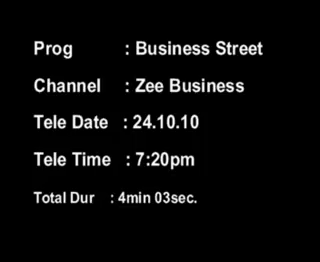 Prog : Business Street
Channel : Zee Business
Tele Date : 24.10.10
Tele Time : 7:20pm
Total Dur : 4min 03sec.